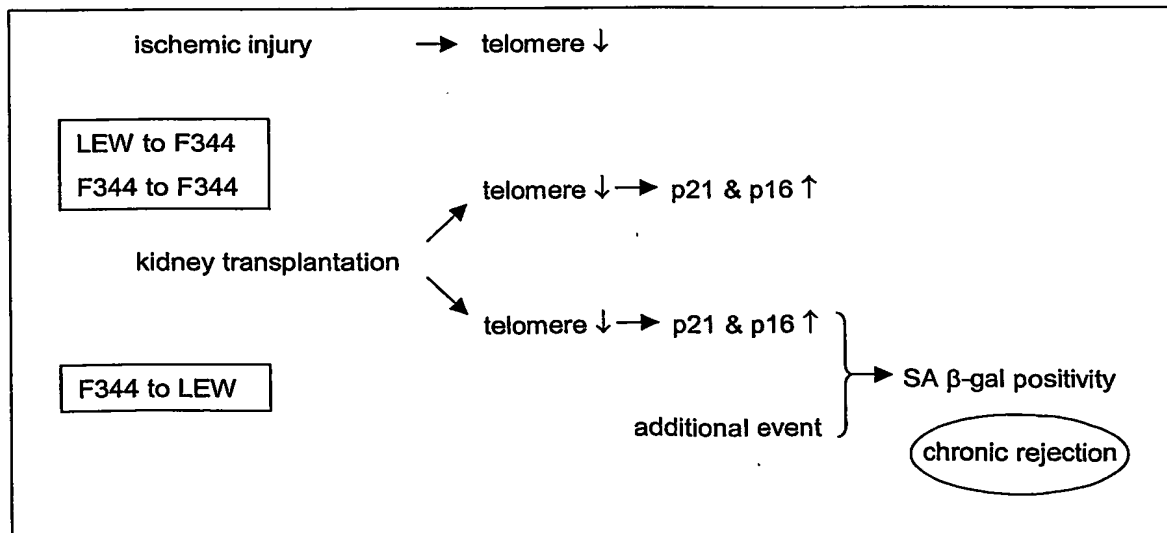 ischemic injury → telomere ↓
LEW to F344
F344 to F344
telomere ↓ → p21 & p16 ↑
kidney transplantation
telomere ↓ → p21 & p16 ↑
F344 to LEW
SA β-gal positivity
additional event
chronic rejection